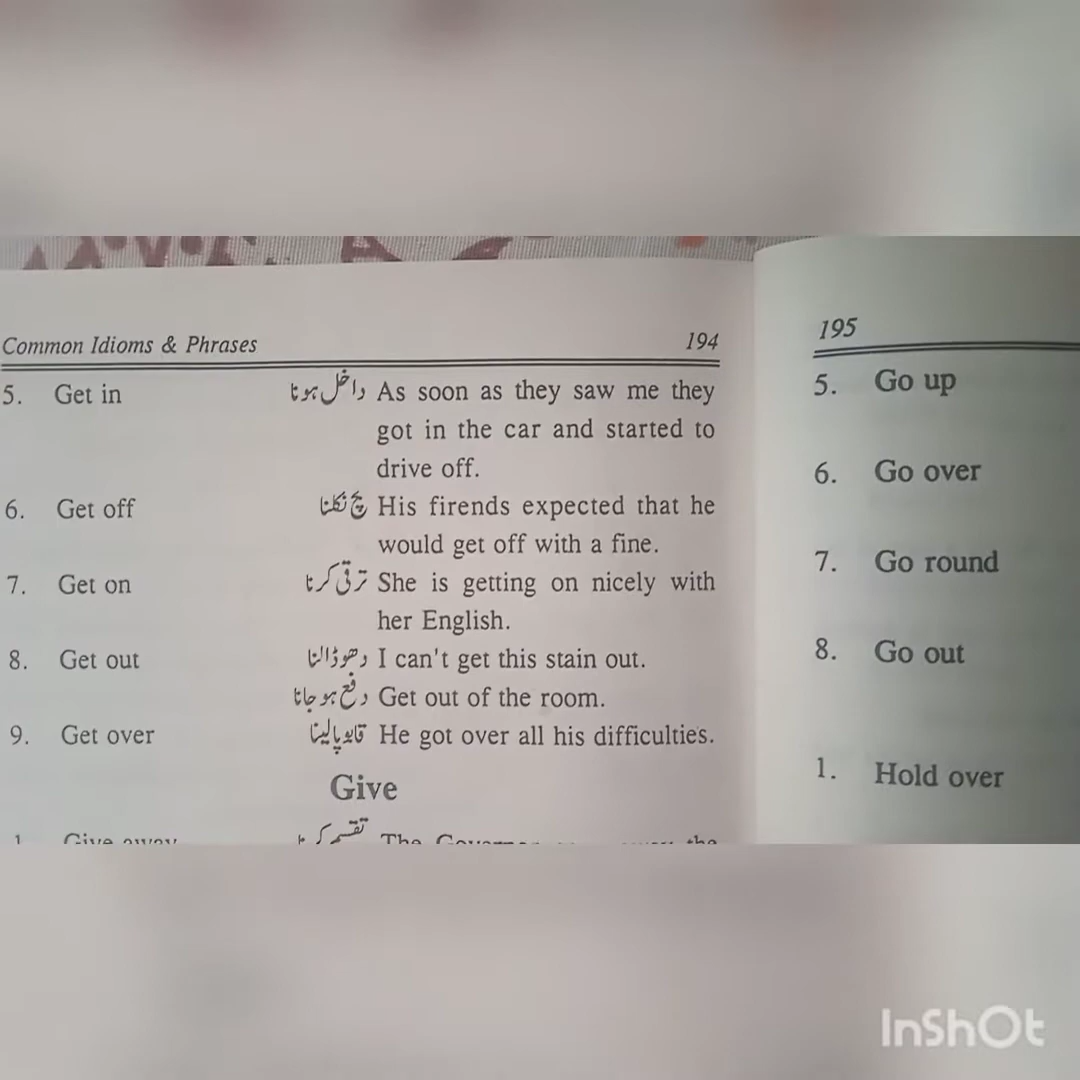 Common Idioms & Phrases 194
5. Get in داخل ہونا As soon as they saw me they
got in the car and started to
drive off.
6. Get off بچ نکلنا His firends expected that he
would get off with a fine.
7. Get on ترقی کرنا She is getting on nicely with
her English.
8. Get out دھو ڈالنا I can't get this stain out.
دفع ہو جانا Get out of the room.
9. Get over قابو پا لینا He got over all his difficulties.
Give
1. Give away تقسیم کرنا The the
195
5. Go up
6. Go over
7. Go round
8. Go out
1. Hold over
InShOt